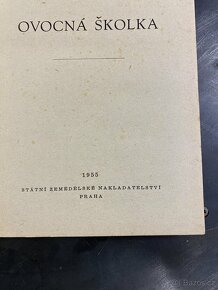 OVOCNÁ ŠKOLKA
1955
STÁTNÍ ZEMĚDĚLSKÉ NAKLADATELSTVÍ
PRAHA